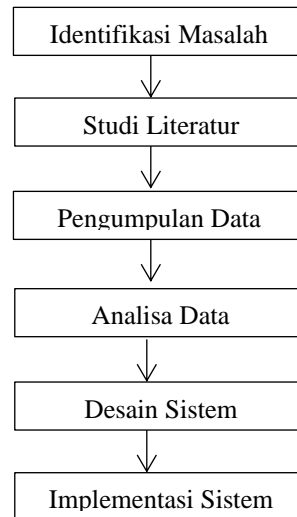 Identifikasi Masalah
Studi Literatur
Pengumpulan Data
Analisa Data
Desain Sistem
Implementasi Sistem